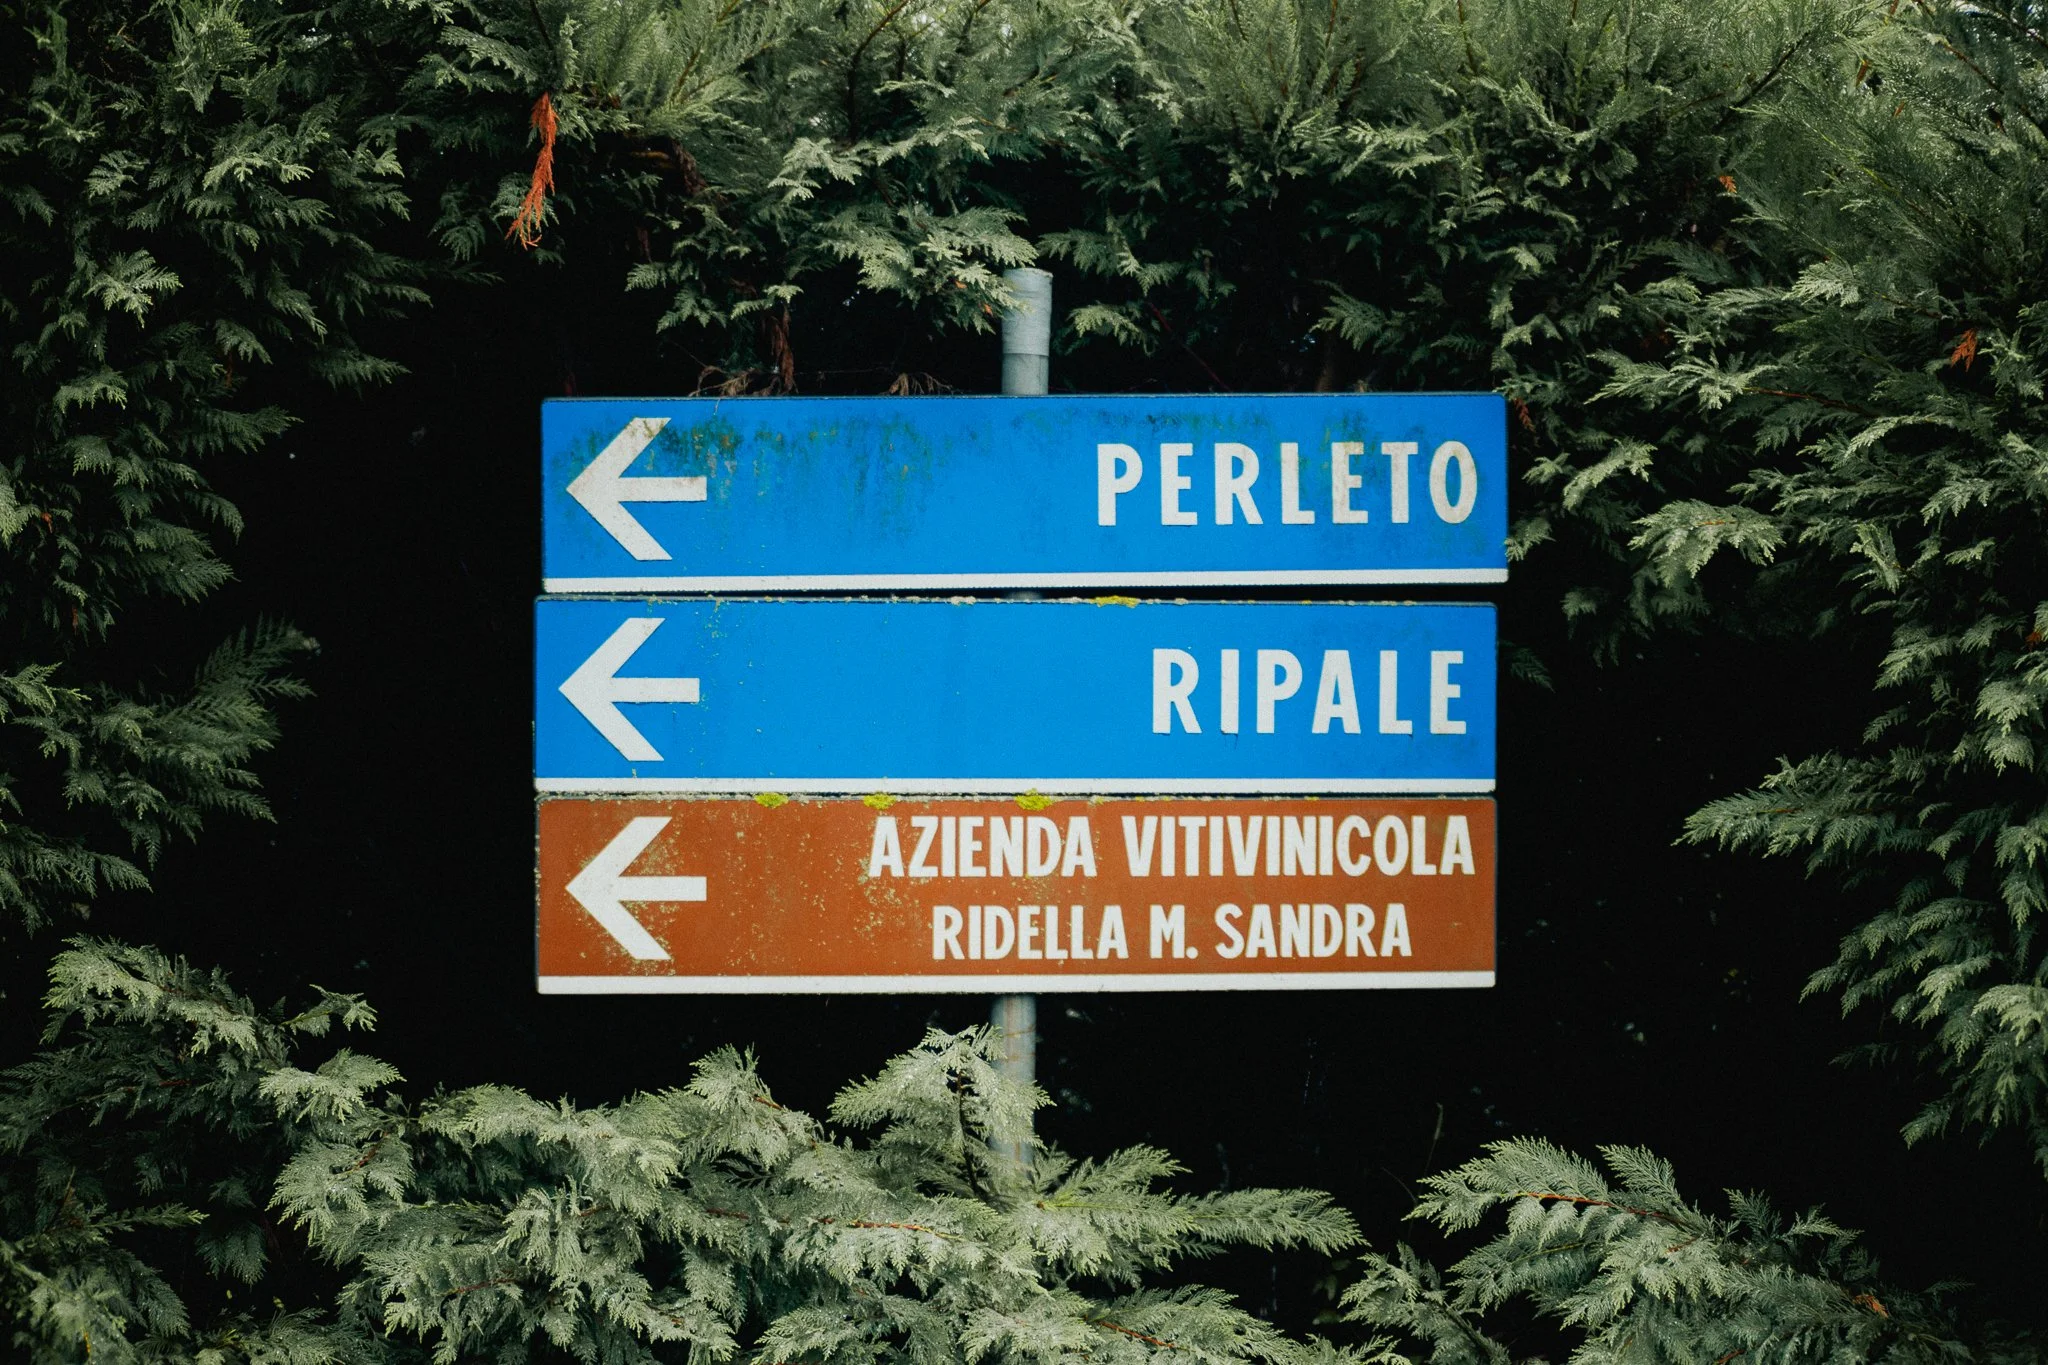 PERLETO
RIPALE
AZIENDA VITIVINICOLA
RIDELLA M. SANDRA